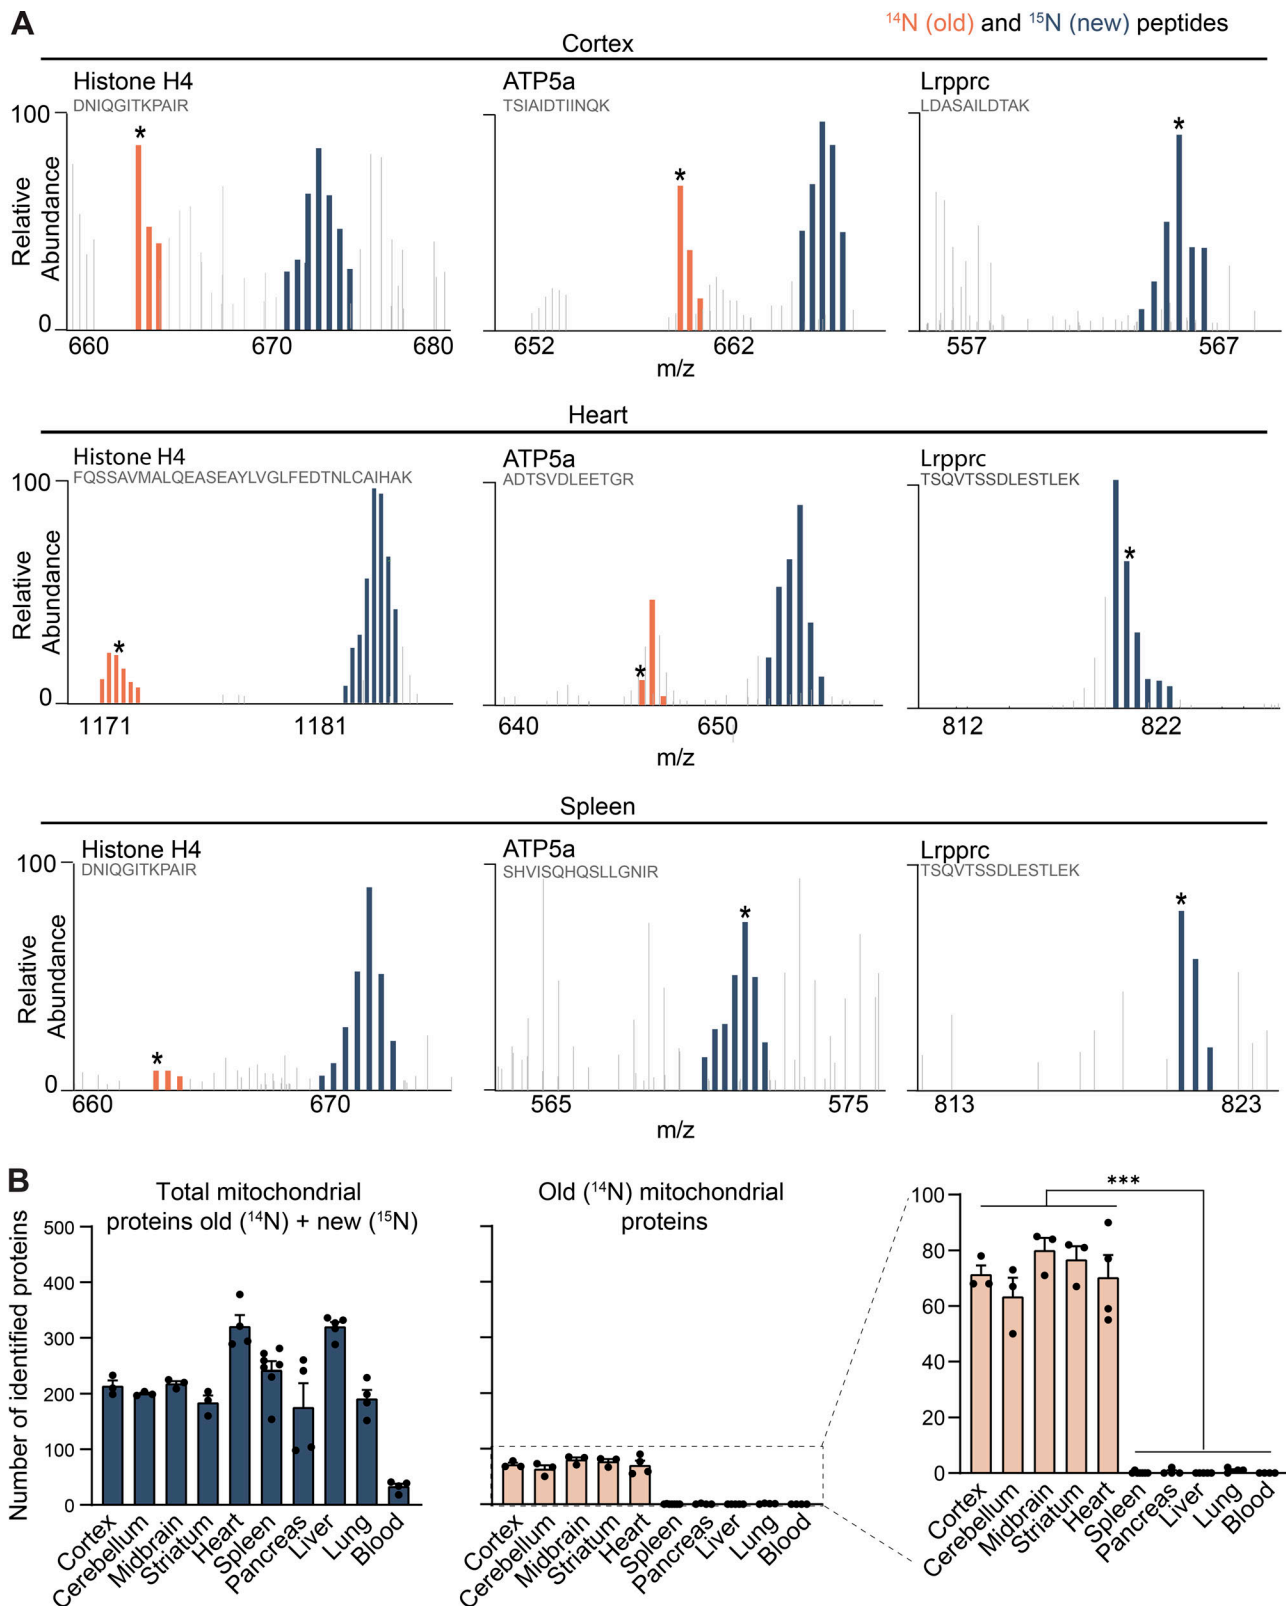 A
¹⁴N (old) and ¹⁵N (new) peptides
Cortex
Histone H4
DNIQGITKPAIR
ATP5a
TSIAIDTIINQK
Lrpprc
LDASAILDTAK
100
0
Relative
Abundance
*
*
*
660 670 680
652 662
557 567
m/z
Heart
Histone H4
FQSSAVMALQEASEAYLVGLFEDTNLCAIHAK
ATP5a
ADTSVDLEETGR
Lrpprc
TSQVTSSDLESTLEK
100
0
Relative
Abundance
*
*
*
1171 1181
640 650
812 822
m/z
Spleen
Histone H4
DNIQGITKPAIR
ATP5a
SHVISQHQSLLGNIR
Lrpprc
TSQVTSSDLESTLEK
100
0
Relative
Abundance
*
*
*
660 670
565 575
813 823
m/z
B
Total mitochondrial
proteins old (¹⁴N) + new (¹⁵N)
Number of identified proteins
500
400
300
200
100
0
Cortex
Cerebellum
Midbrain
Striatum
Heart
Spleen
Pancreas
Liver
Lung
Blood
Old (¹⁴N) mitochondrial
proteins
Cortex
Cerebellum
Midbrain
Striatum
Heart
Spleen
Pancreas
Liver
Lung
Blood
***
100
80
60
40
20
0
Cortex
Cerebellum
Midbrain
Striatum
Heart
Spleen
Pancreas
Liver
Lung
Blood